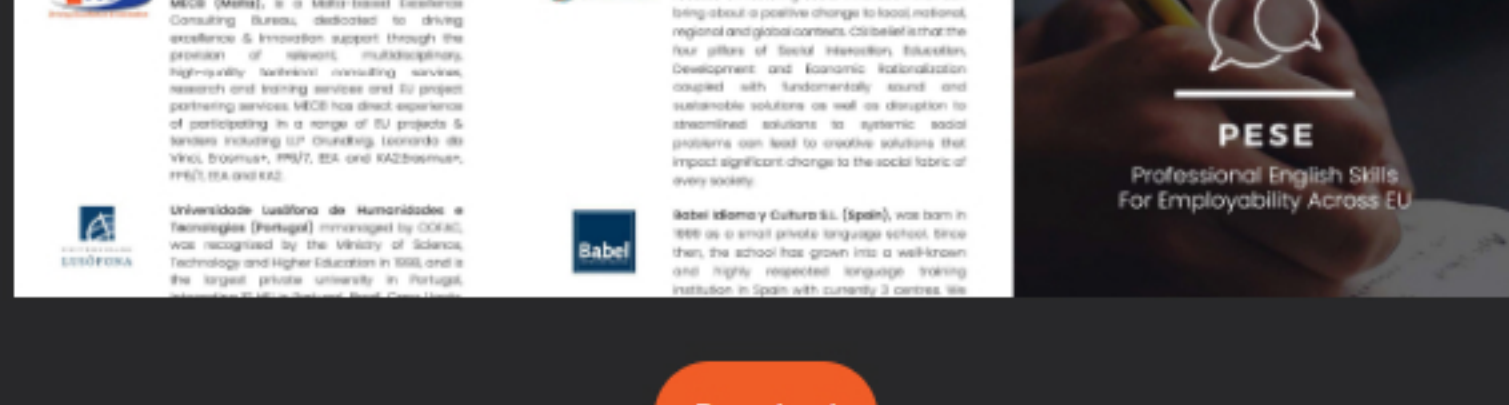 MECB (Malta), is a Malta-based Excellence
Consulting Bureau, dedicated to driving
excellence & Innovation support through the
provision of relevant, multidisciplinary,
high-quality technical consulting services,
research and training services and EU project
partnering services. MECB has direct experience
of participating in a range of EU projects &
tenders including LLP Grundtvig, Leonardo da
Vinci, Erasmus+, FP6/7, EEA and KA2.Erasmus+,
FP6/7, EEA and KA2.
LUSÓFONA
Universidade Lusófona de Humanidades e
Tecnologias (Portugal) mmanaged by COFAC,
was recognized by the Ministry of Science,
Technology and Higher Education in 1998, and is
the largest private university in Portugal,
bring about a positive change to local, national,
regional and global contexts. CSI belief is that the
four pillars of Social Interaction, Education,
Development and Economic Rationalization
coupled with fundamentally sound and
sustainable solutions as well as disruption to
streamlined solutions to systemic social
problems can lead to creative solutions that
impact significant change to the social fabric of
every society.
Babel
Babel Idioma y Cultura S.L. (Spain), was born in
1999 as a small private language school. Since
then, the school has grown into a well-known
and highly respected language training
institution in Spain with currently 3 centres. We
PESE
Professional English Skills
For Employability Across EU